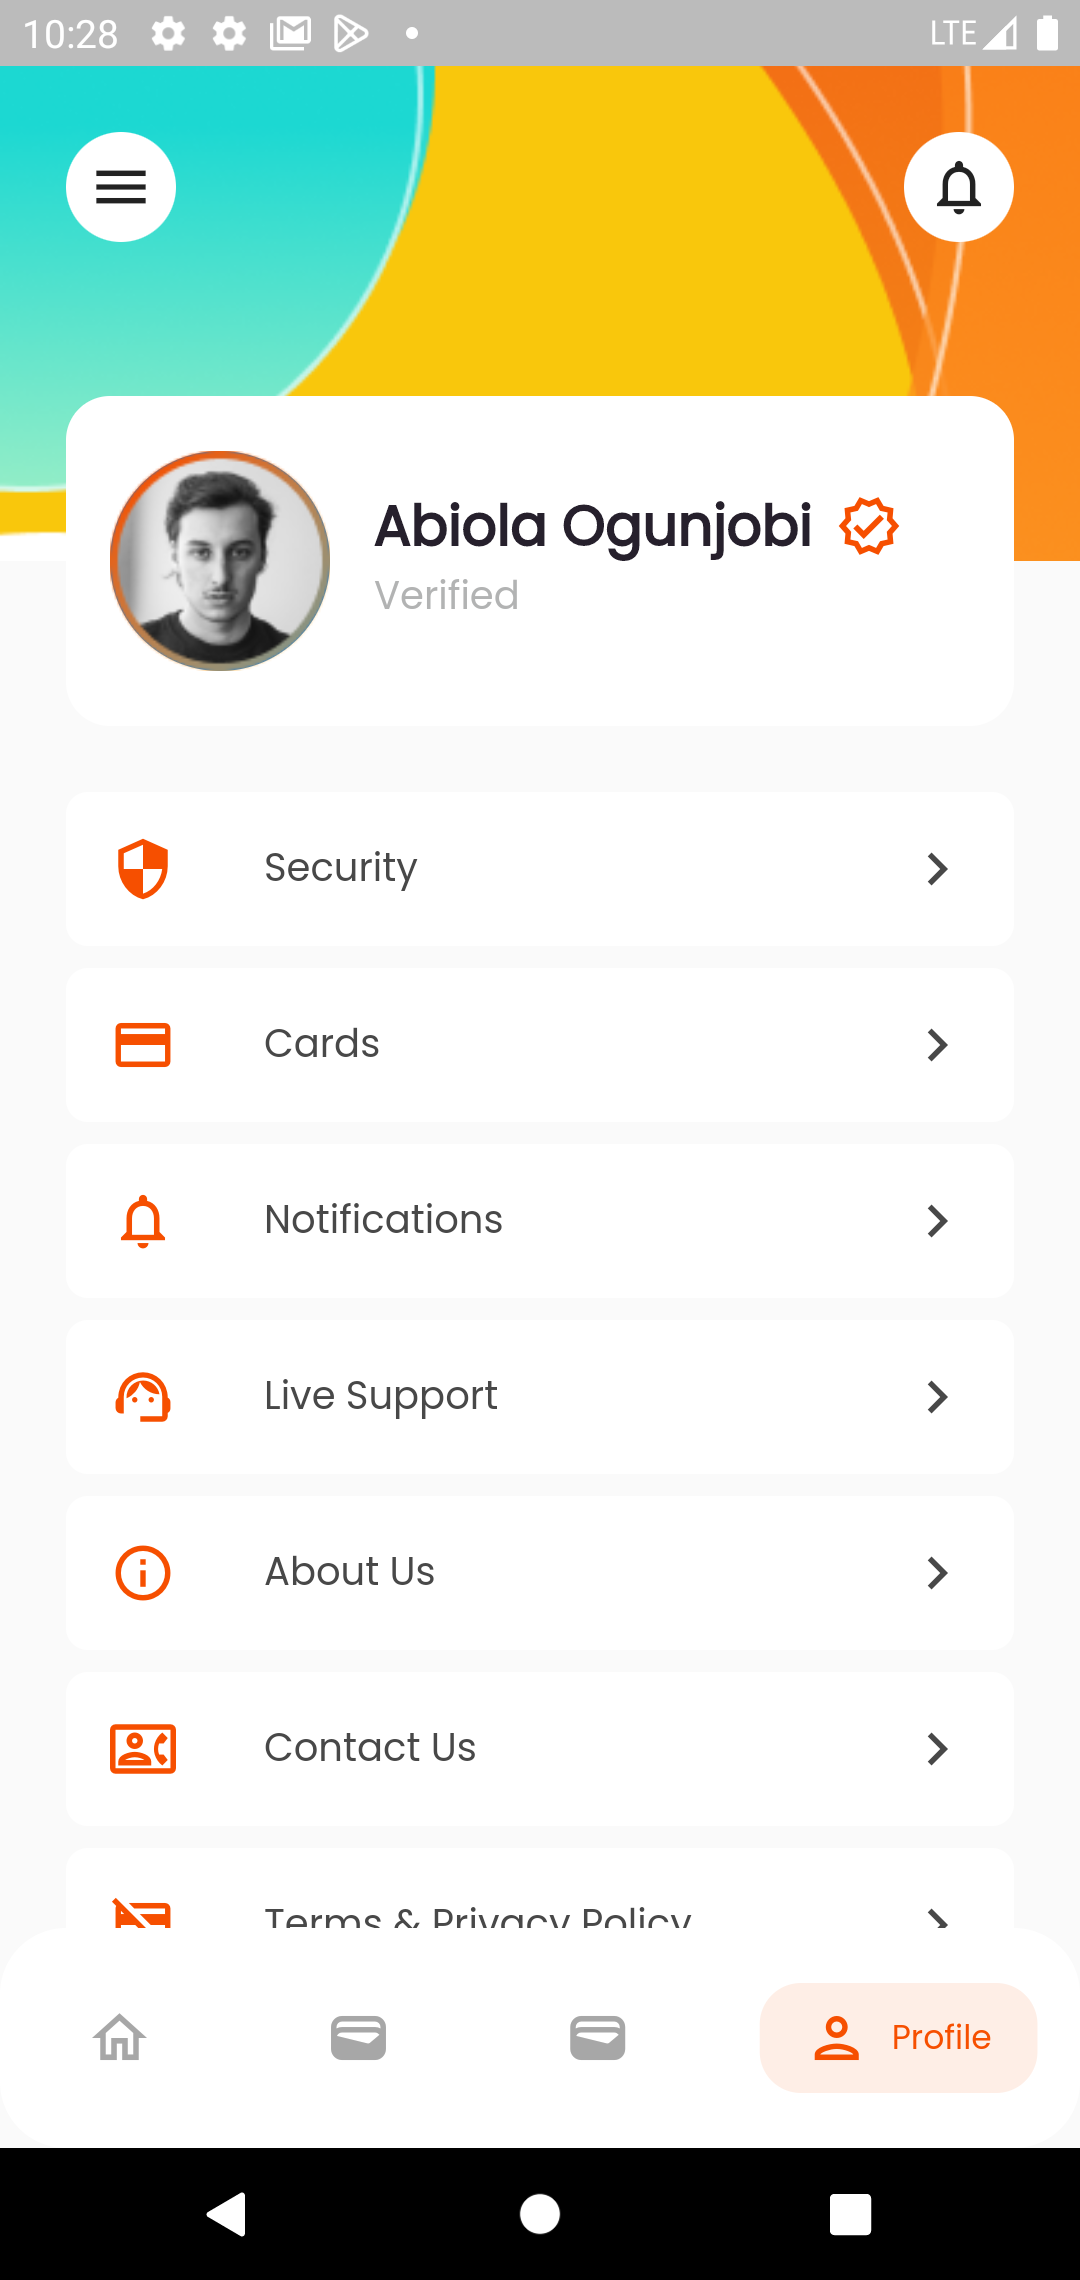 10:28
LTE
Abiola Ogunjobi
Verified
Security
Cards
Notifications
Live Support
About Us
Contact Us
Terms & Privacy Policy
Profile